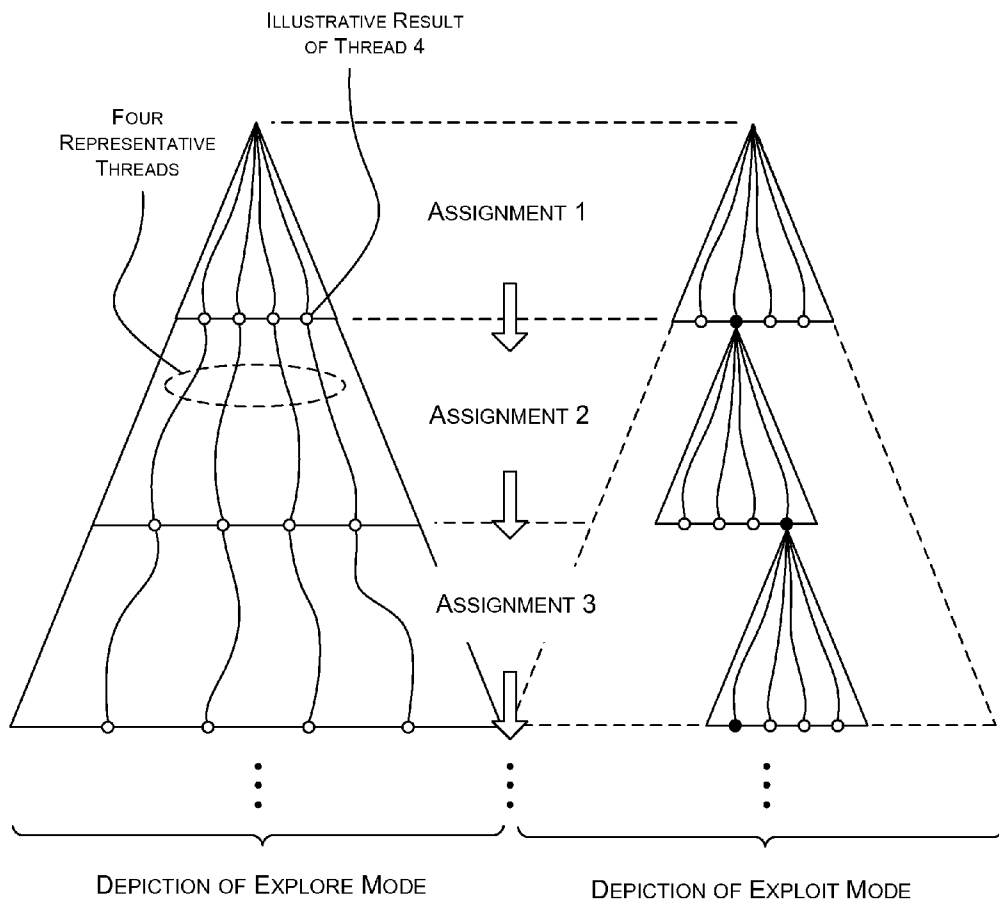 ILLUSTRATIVE RESULT
OF THREAD 4
FOUR
REPRESENTATIVE
THREADS
ASSIGNMENT 1
ASSIGNMENT 2
ASSIGNMENT 3
DEPICTION OF EXPLORE MODE
DEPICTION OF EXPLOIT MODE